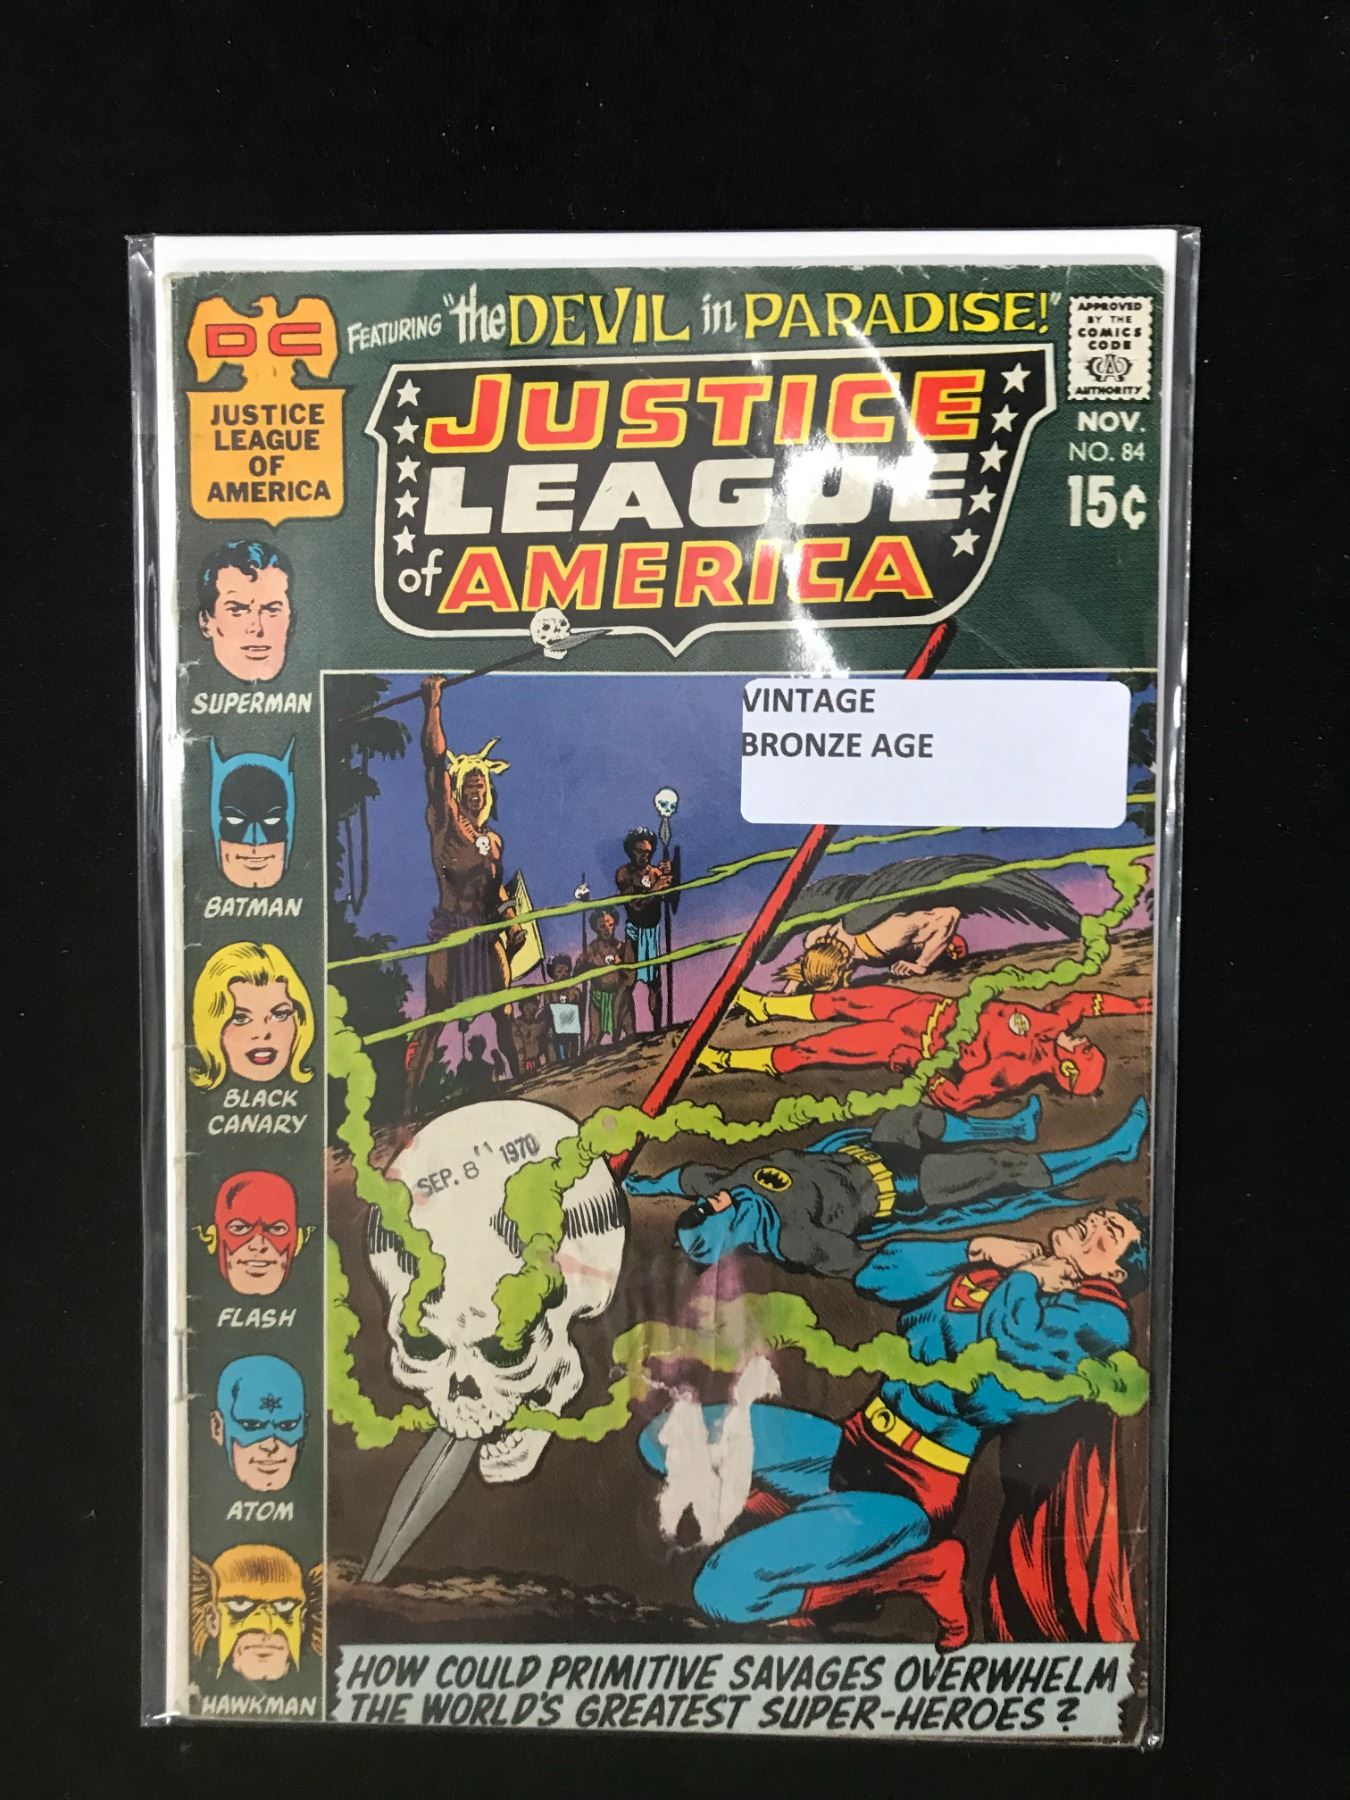 FEATURING "the DEVIL in PARADISE!"
DC
JUSTICE
LEAGUE
OF
AMERICA
JUSTICE
LEAGUE
of AMERICA
APPROVED
BY THE
COMICS
CODE
CA
AUTHORITY
NOV.
NO. 84
15¢
SUPERMAN
BATMAN
BLACK
CANARY
FLASH
ATOM
HAWKMAN
VINTAGE
BRONZE AGE
SEP. 8 1970
HOW COULD PRIMITIVE SAVAGES OVERWHELM
THE WORLD'S GREATEST SUPER-HEROES?